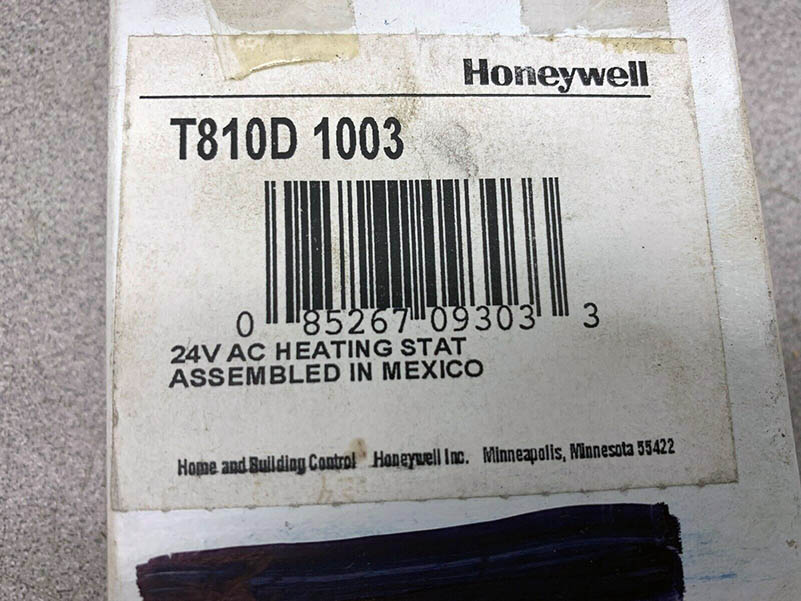 Honeywell
T810D 1003
0 85267 09303 3
24V AC HEATING STAT
ASSEMBLED IN MEXICO
Home and Building Control Honeywell Inc. Minneapolis, Minnesota 55422